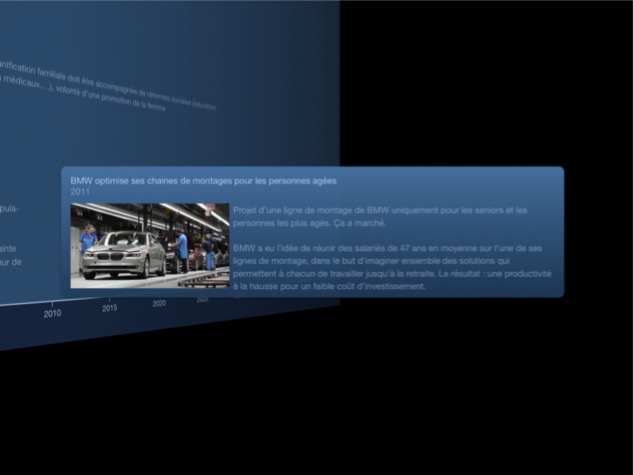 nification familiale doit être accompagnée de réformes sociales (éducation,
s médicaux,...), volonté d'une promotion de la femme
BMW optimise ses chaines de montages pour les personnes agées
2011
Projet d'une ligne de montage de BMW uniquement pour les seniors et les
personnes les plus agés. Ça a marché.
BMW a eu l'idée de réunir des salariés de 47 ans en moyenne sur l'une de ses
lignes de montage, dans le but d'imaginer ensemble des solutions qui
permettent à chacun de travailler jusqu'à la retraite. Le résultat : une productivité
à la hausse pour un faible coût d'investissement.
pula-
ainte
our de
2010
2015
2020
2025